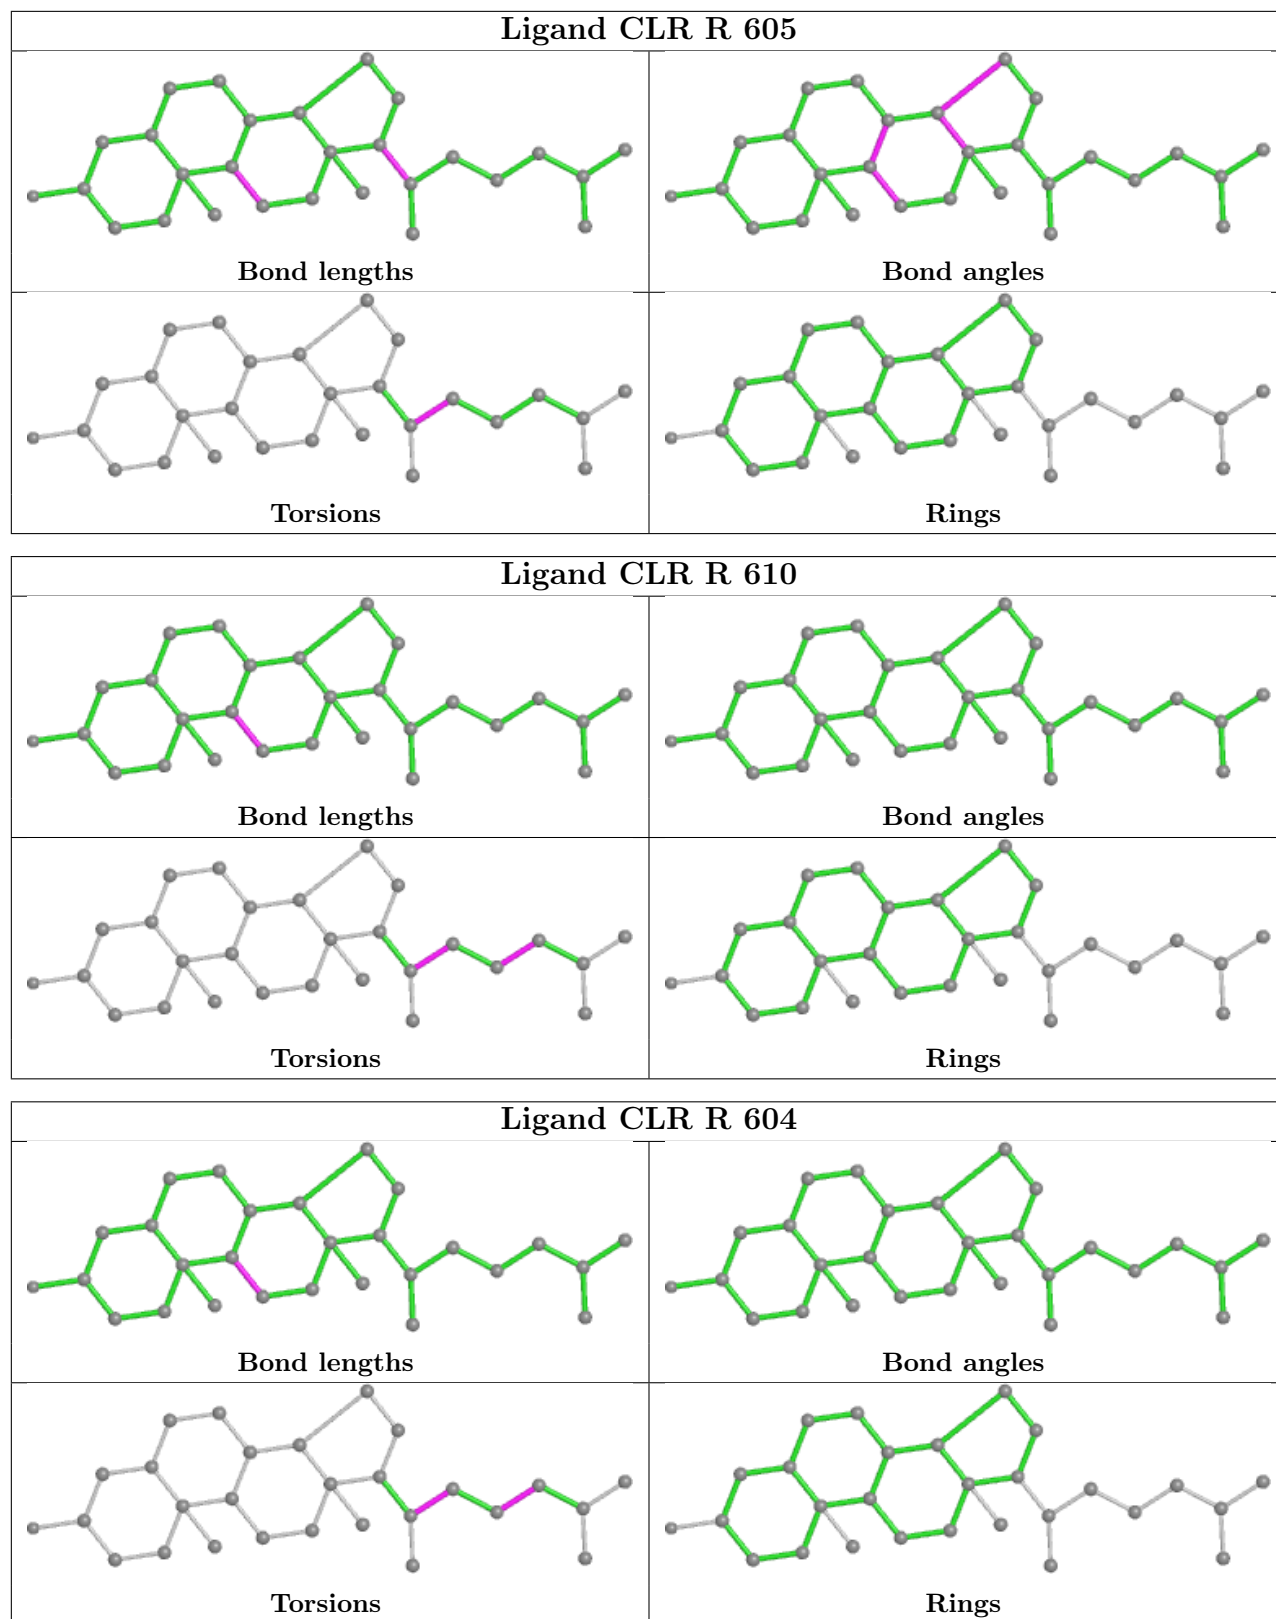 Ligand CLR R 605
Bond lengths
Bond angles
Torsions
Rings
Ligand CLR R 610
Bond lengths
Bond angles
Torsions
Rings
Ligand CLR R 604
Bond lengths
Bond angles
Torsions
Rings